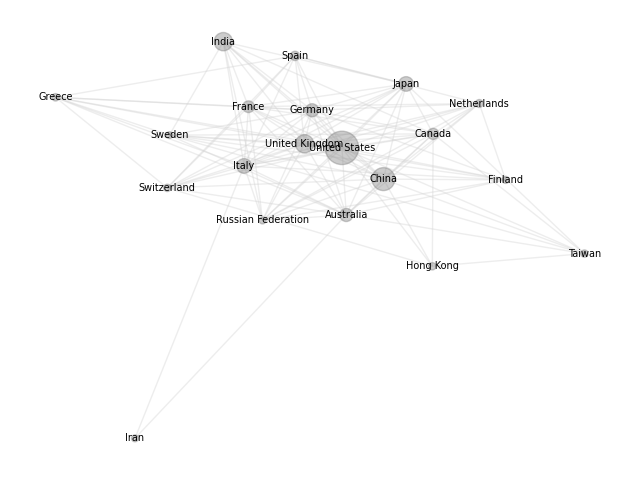 India
Spain
Japan
Greece
France
Germany
Netherlands
Sweden
Canada
United Kingdom
United States
Italy
China
Finland
Switzerland
Russian Federation
Australia
Taiwan
Hong Kong
Iran